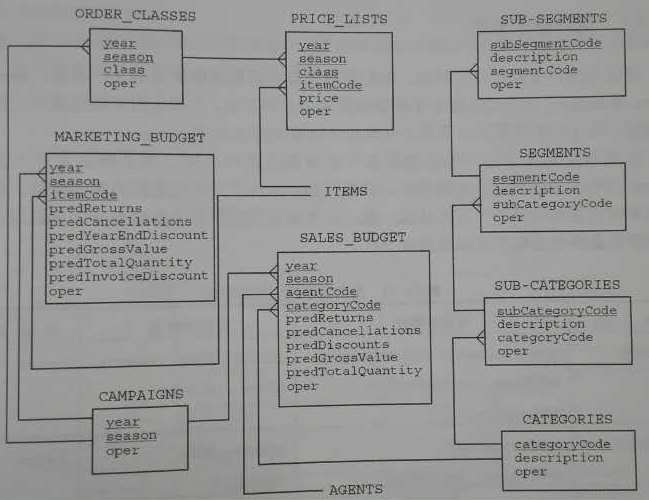 ORDER_CLASSES
year
season
class
oper
PRICE_LISTS
year
season
class
itemCode
price
oper
SUB-SEGMENTS
subSegmentCode
description
segmentCode
oper
MARKETING_BUDGET
year
season
itemCode
predReturns
predCancellations
predYearEndDiscount
predGrossValue
predTotalQuantity
predInvoiceDiscount
oper
ITEMS
SEGMENTS
segmentCode
description
subCategoryCode
oper
SALES_BUDGET
year
season
agentCode
categoryCode
predReturns
predCancellations
predDiscounts
predGrossValue
predTotalQuantity
oper
SUB-CATEGORIES
subCategoryCode
description
categoryCode
oper
CAMPAIGNS
year
season
oper
CATEGORIES
categoryCode
description
oper
AGENTS